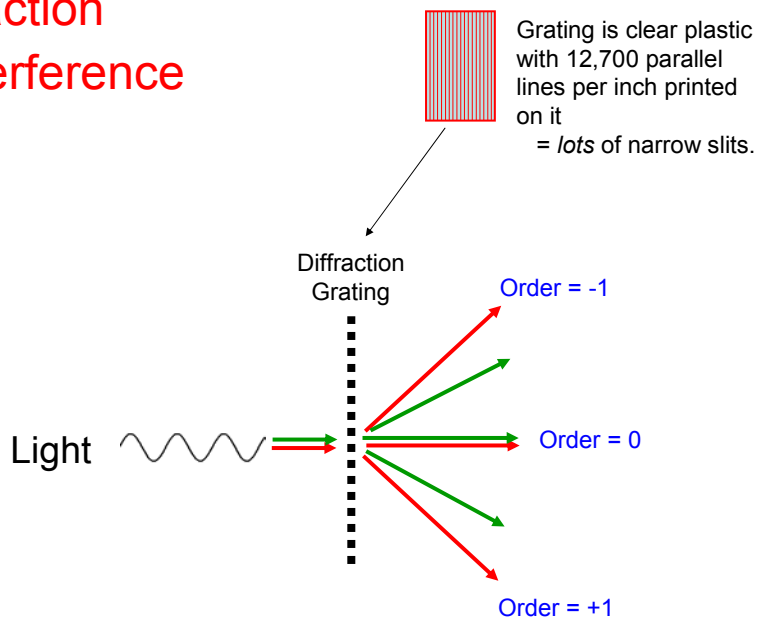 ction
erference
Grating is clear plastic
with 12,700 parallel
lines per inch printed
on it
= lots of narrow slits.
Diffraction
Grating
Order = -1
Light
Order = 0
Order = +1